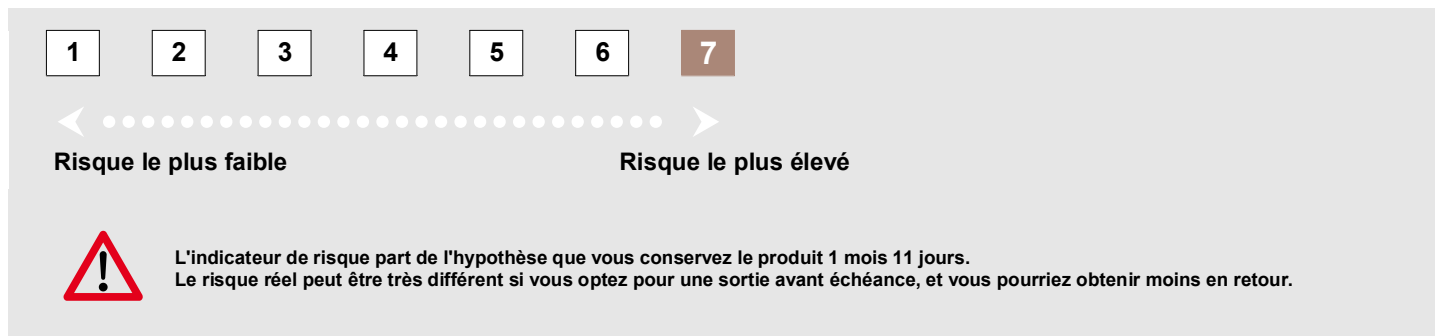 1 2 3 4 5 6 7
Risque le plus faible Risque le plus élevé
L'indicateur de risque part de l'hypothèse que vous conservez le produit 1 mois 11 jours.
Le risque réel peut être très différent si vous optez pour une sortie avant échéance, et vous pourriez obtenir moins en retour.